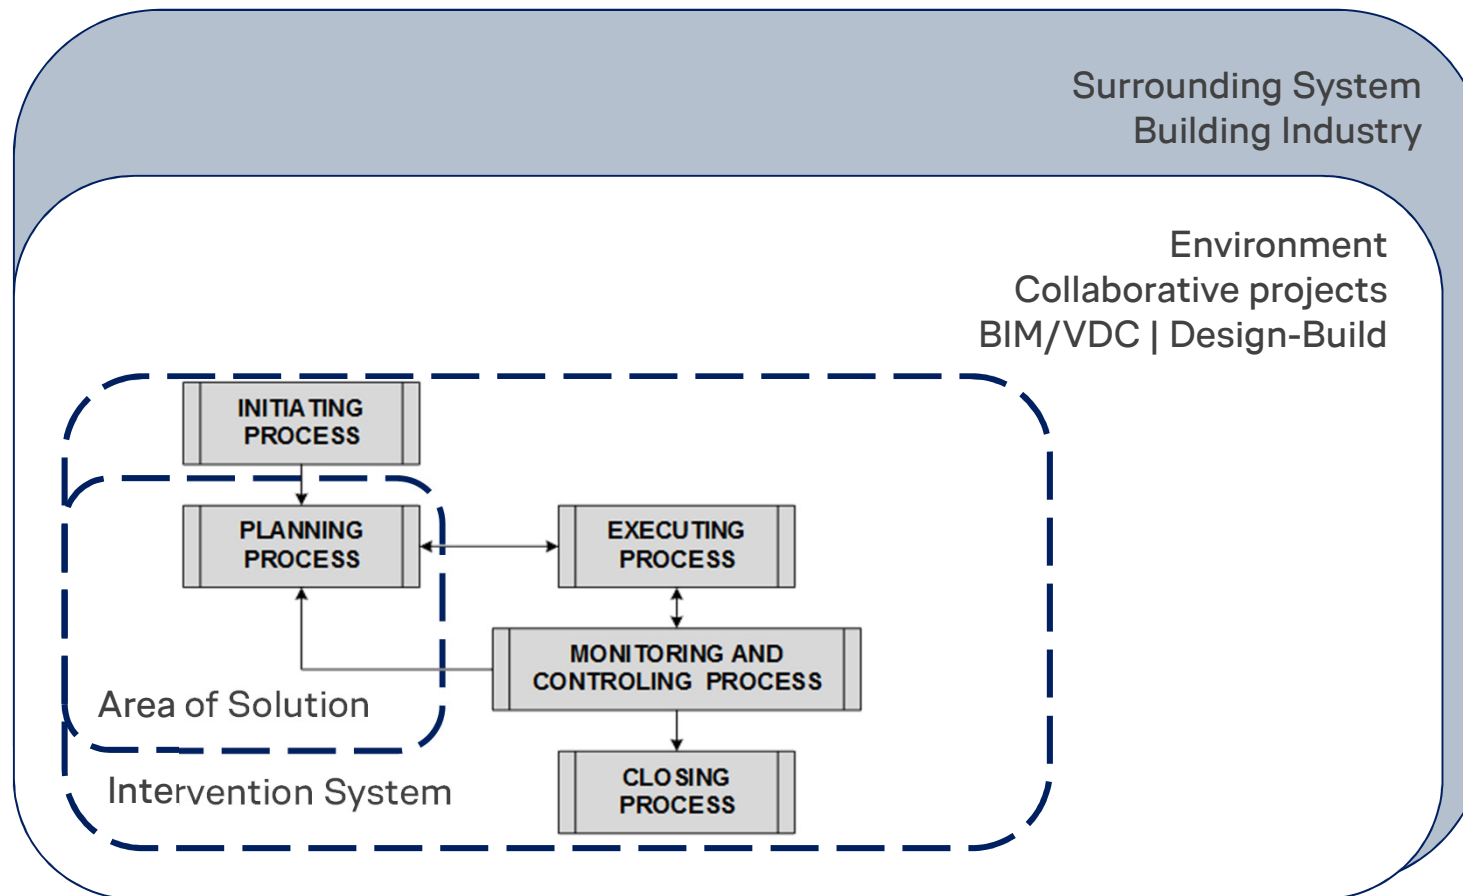 Surrounding System
Building Industry
Environment
Collaborative projects
BIM/VDC | Design-Build
INITIATING
PROCESS
PLANNING
PROCESS
EXECUTING
PROCESS
MONITORING AND
CONTROLING PROCESS
Area of Solution
CLOSING
PROCESS
Intervention System